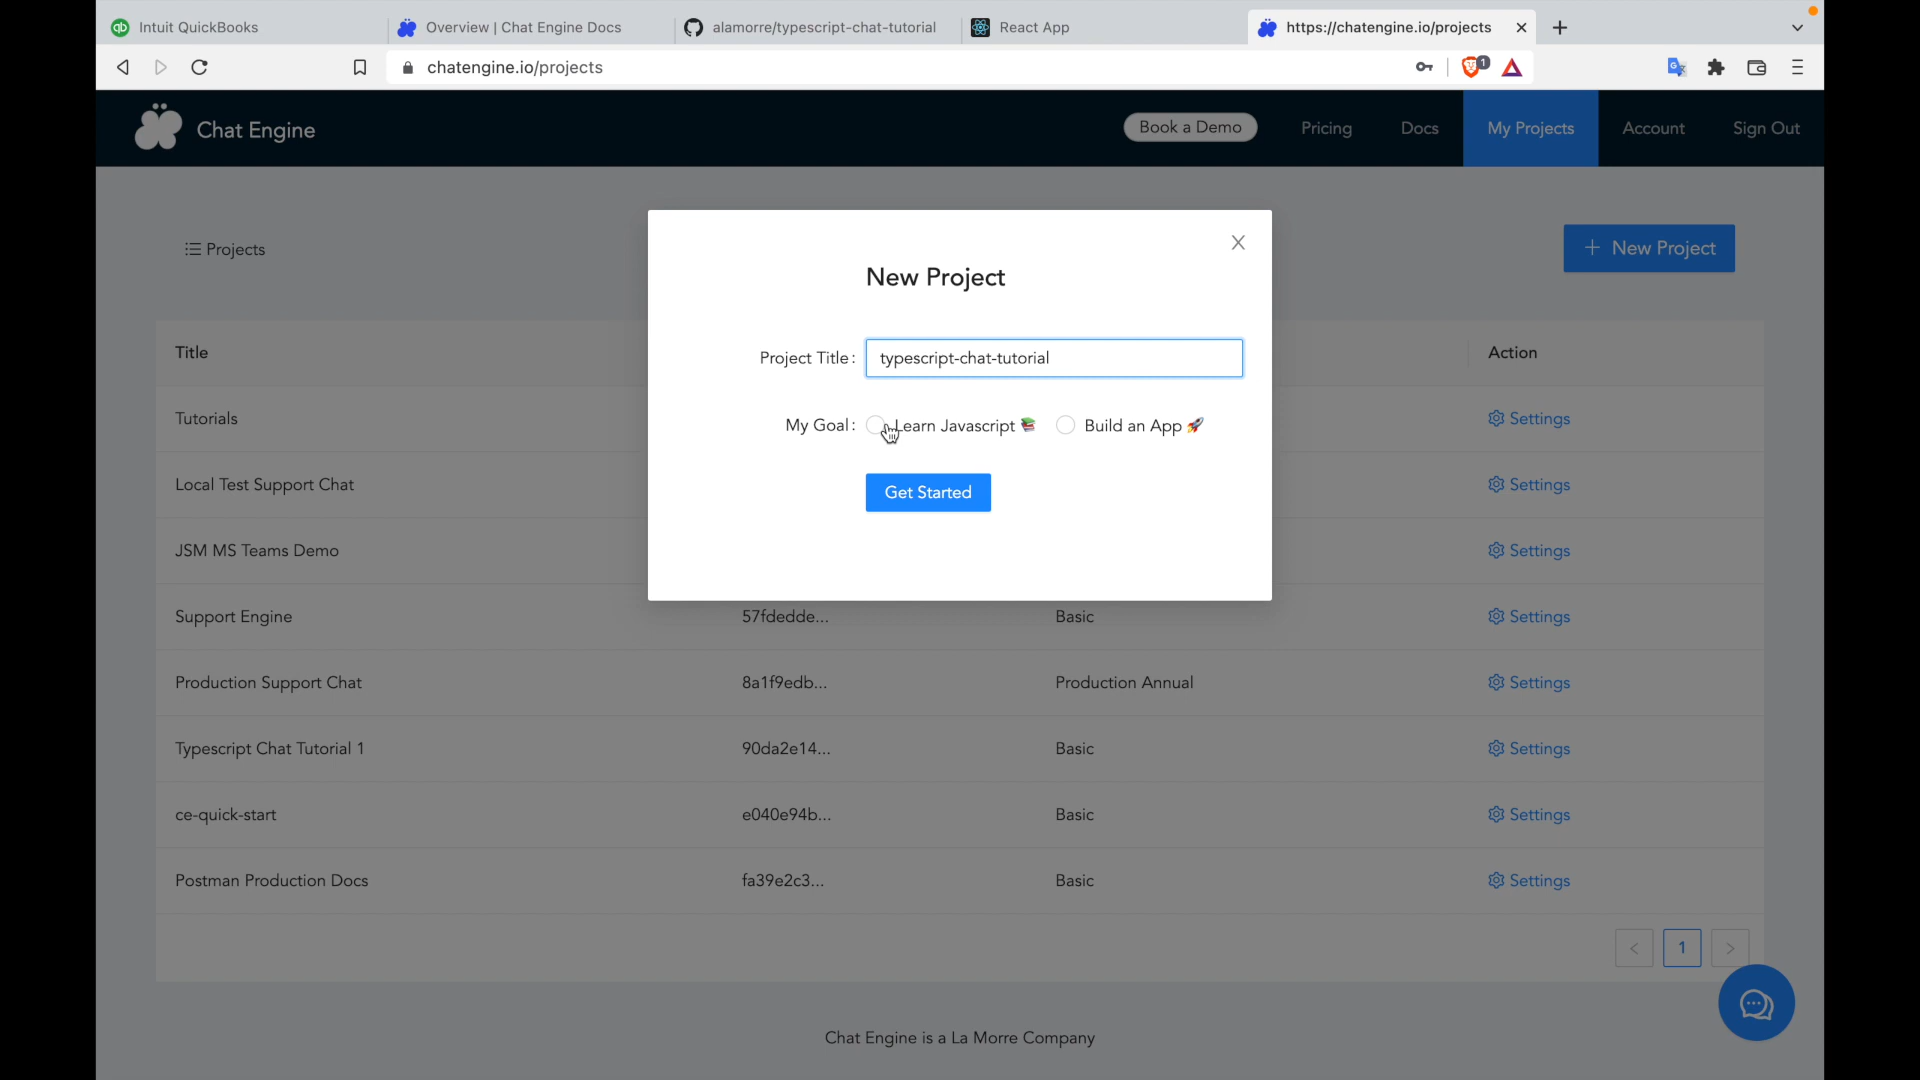 Intuit QuickBooks
Overview | Chat Engine Docs
alamorre/typescript-chat-tutorial
React App
https://chatengine.io/projects
chatengine.io/projects
1
Chat Engine
Book a Demo
Pricing
Docs
My Projects
Account
Sign Out
Projects
New Project
New Project
Project Title:
typescript-chat-tutorial
My Goal:
Learn Javascript 📚
Build an App 🚀
Get Started
Title
Action
Tutorials
Settings
Local Test Support Chat
Settings
JSM MS Teams Demo
Settings
Support Engine 57fdedde... Basic Settings
Production Support Chat 8a1f9edb... Production Annual Settings
Typescript Chat Tutorial 1 90da2e14... Basic Settings
ce-quick-start e040e94b... Basic Settings
Postman Production Docs fa39e2c3... Basic Settings
< 1 >
Chat Engine is a La Morre Company